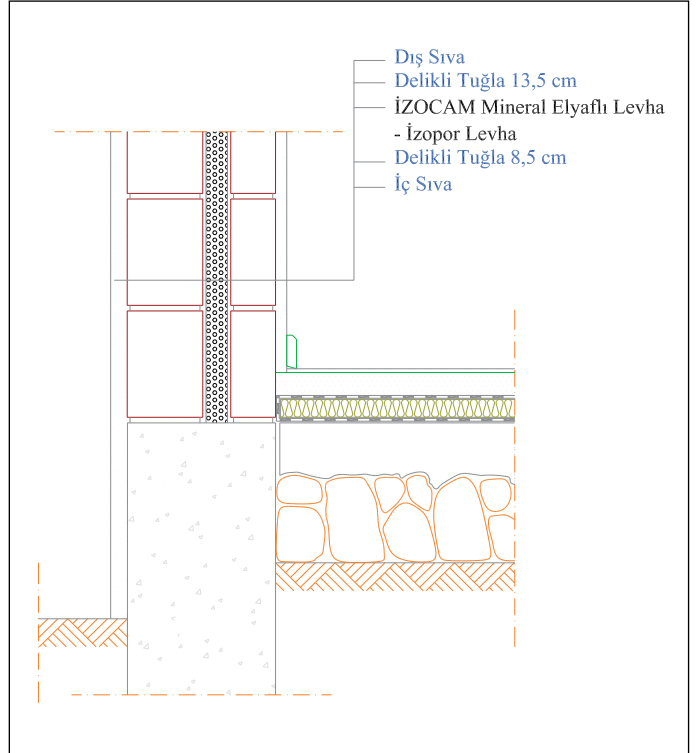 Dış Sıva
Delikli Tuğla 13,5 cm
İZOCAM Mineral Elyaflı Levha
- İzopor Levha
Delikli Tuğla 8,5 cm
İç Sıva